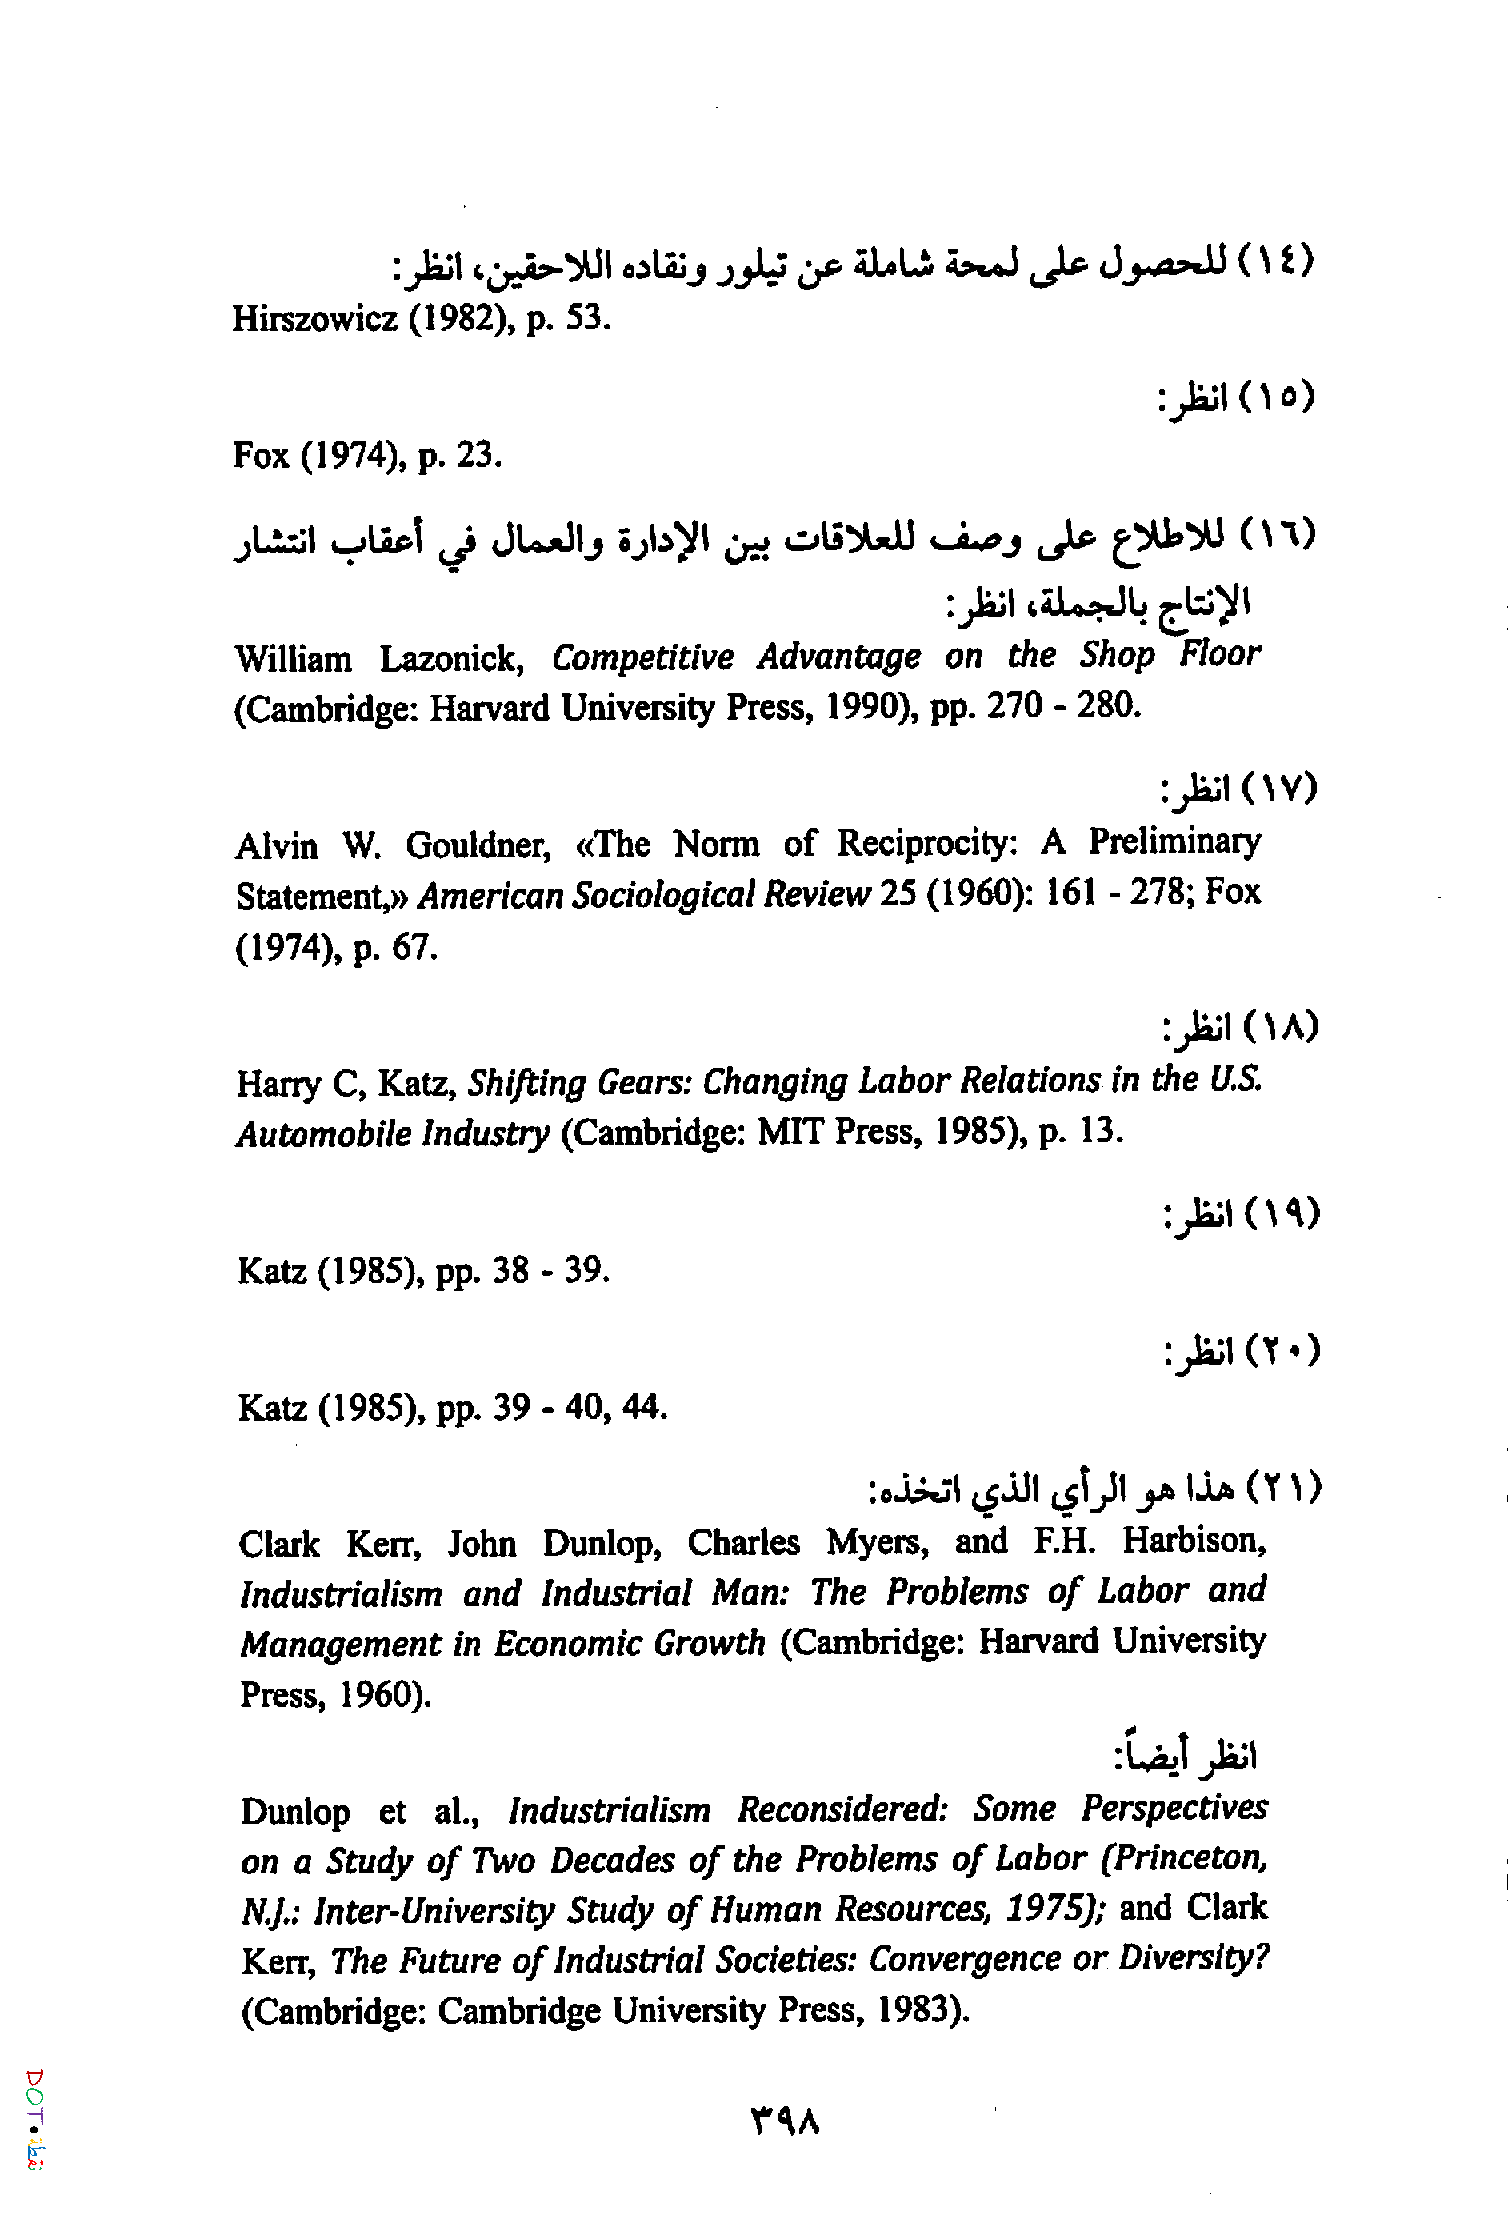 (١٤) للحصول على لمحة شاملة عن تيلور ونقاده اللاحقين، انظر:
Hirszowicz (1982), p. 53.
(١٥) انظر:
Fox (1974), p. 23.
(١٦) للاطلاع على وصف للعلاقات بين الإدارة والعمال في أعقاب انتشار
الإنتاج بالجملة، انظر:
William Lazonick, Competitive Advantage on the Shop Floor
(Cambridge: Harvard University Press, 1990), pp. 270 - 280.
(١٧) انظر:
Alvin W. Gouldner, «The Norm of Reciprocity: A Preliminary
Statement,» American Sociological Review 25 (1960): 161 - 278; Fox
(1974), p. 67.
(١٨) انظر:
Harry C, Katz, Shifting Gears: Changing Labor Relations in the U.S.
Automobile Industry (Cambridge: MIT Press, 1985), p. 13.
(١٩) انظر:
Katz (1985), pp. 38 - 39.
(٢٠) انظر:
Katz (1985), pp. 39 - 40, 44.
(٢١) هذا هو الرأي الذي اتخذه:
Clark Kerr, John Dunlop, Charles Myers, and F.H. Harbison,
Industrialism and Industrial Man: The Problems of Labor and
Management in Economic Growth (Cambridge: Harvard University
Press, 1960).
انظر أيضاً:
Dunlop et al., Industrialism Reconsidered: Some Perspectives
on a Study of Two Decades of the Problems of Labor (Princeton,
N.J.: Inter-University Study of Human Resources, 1975); and Clark
Kerr, The Future of Industrial Societies: Convergence or Diversity?
(Cambridge: Cambridge University Press, 1983).
٣٩٨
DOT•نقطة